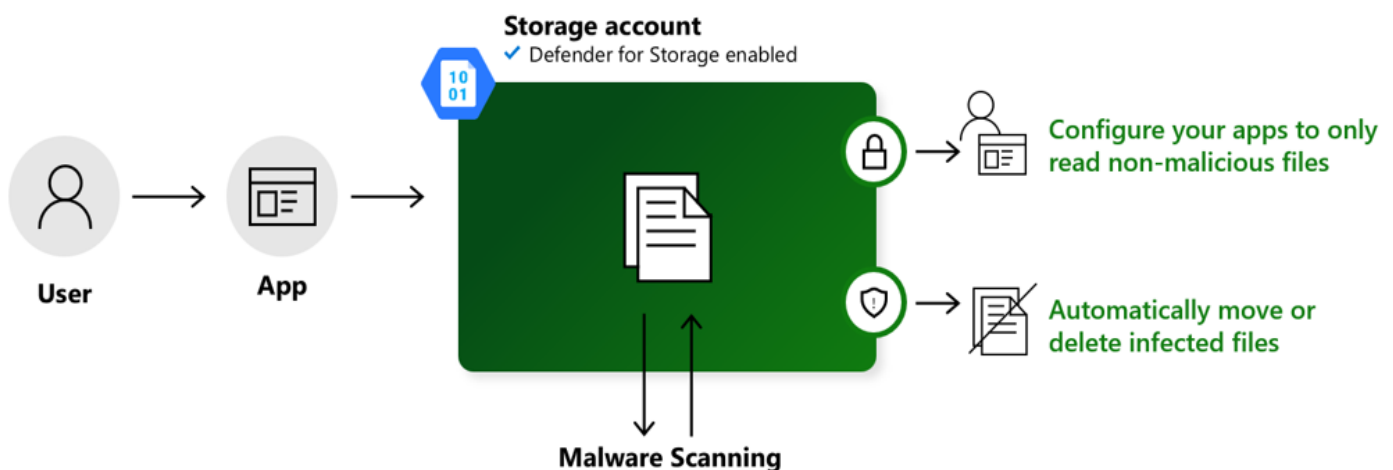 Storage account
✓ Defender for Storage enabled
10
01
Configure your apps to only
read non-malicious files
User
App
Automatically move or
delete infected files
Malware Scanning